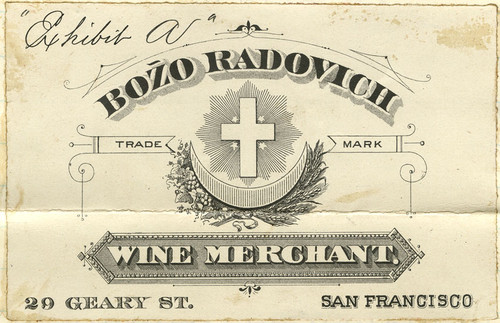 "Exhibit A"
BOŽO RADOVICH
TRADE MARK
WINE MERCHANT.
29 GEARY ST. SAN FRANCISCO